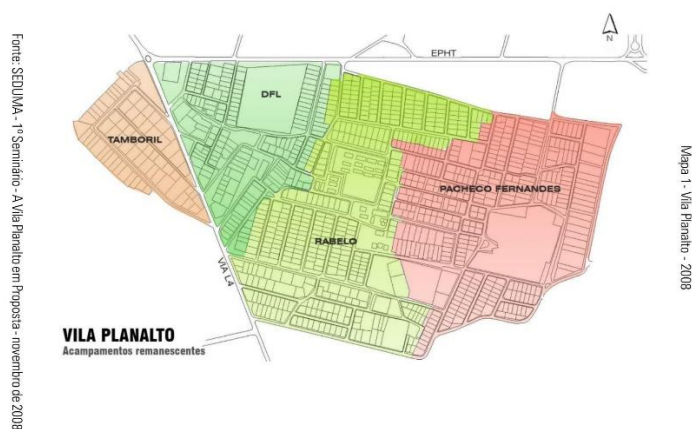 N
EPHT
DFL
TAMBORIL
PACHECO FERNANDES
RABELO
VIA L4
VILA PLANALTO
Acampamentos remanescentes
Fonte: SEDUMA - 1º Seminário - A Vila Planalto em Proposta - novembro de 2008
Mapa 1 - Vila Planalto - 2008